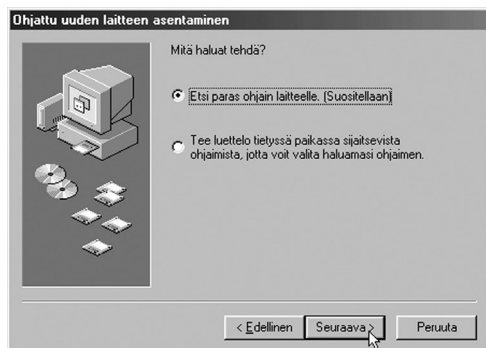 Ohjattu uuden laitteen asentaminen
Mitä haluat tehdä?
Etsi paras ohjain laitteelle. (Suositellaan)
Tee luettelo tietyssä paikassa sijaitsevista
ohjaimista, jotta voit valita haluamasi ohjaimen.
< Edellinen Seuraava > Peruuta